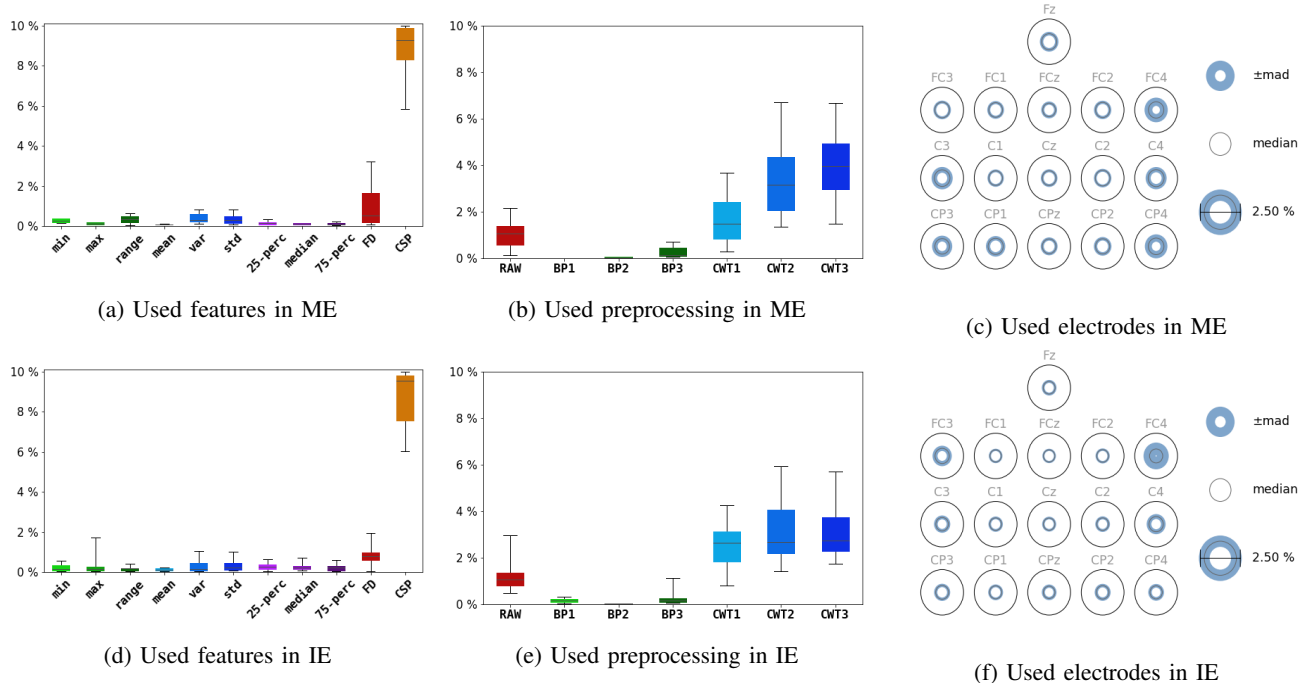 10 %
8 %
6 %
4 %
2 %
0 %
min
max
range
mean
var
std
25-perc
median
75-perc
FD
CSP
(a) Used features in ME
10 %
8 %
6 %
4 %
2 %
0 %
RAW BP1 BP2 BP3 CWT1 CWT2 CWT3
(b) Used preprocessing in ME
Fz
FC3 FC1 FCz FC2 FC4
C3 C1 Cz C2 C4
CP3 CP1 CPz CP2 CP4
±mad
median
2.50 %
(c) Used electrodes in ME
10 %
8 %
6 %
4 %
2 %
0 %
min
max
range
mean
var
std
25-perc
median
75-perc
FD
CSP
(d) Used features in IE
10 %
8 %
6 %
4 %
2 %
0 %
RAW BP1 BP2 BP3 CWT1 CWT2 CWT3
(e) Used preprocessing in IE
Fz
FC3 FC1 FCz FC2 FC4
C3 C1 Cz C2 C4
CP3 CP1 CPz CP2 CP4
±mad
median
2.50 %
(f) Used electrodes in IE